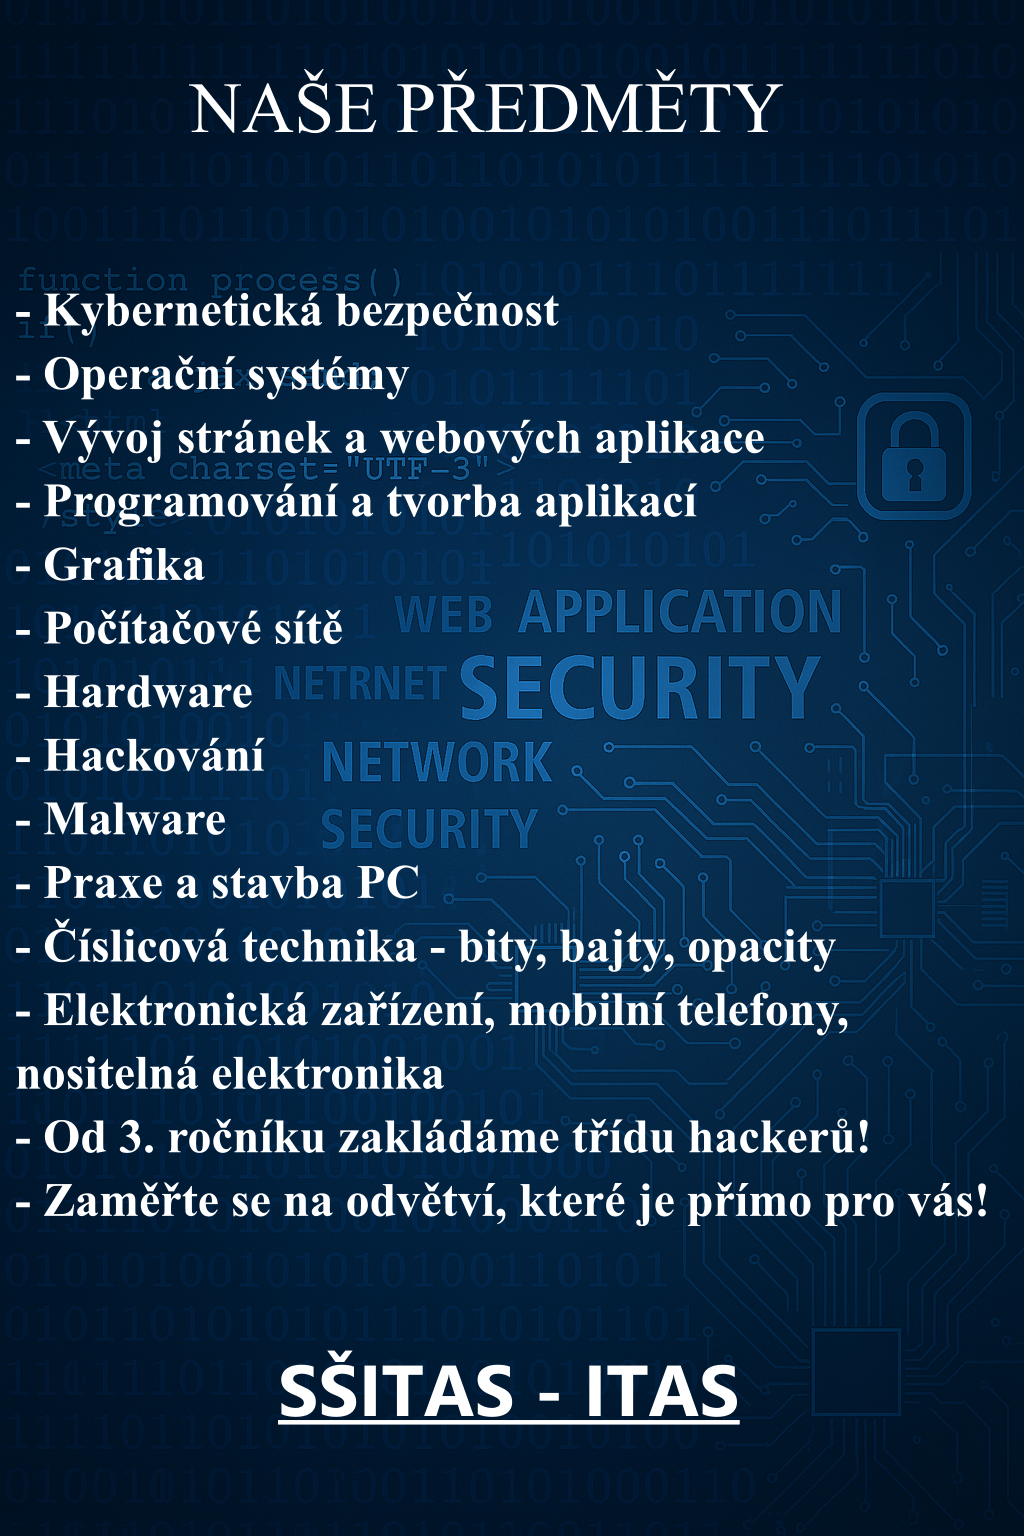 NAŠE PŘEDMĚTY
function process()
- Kybernetická bezpečnost
if()
- Operační systémy
- Vývoj stránek a webových aplikace
<meta charset="UTF-3">
- Programování a tvorba aplikací
/style>
- Grafika
WEB APPLICATION
- Počítačové sítě
NETRNET SECURITY
- Hardware
NETWORK
- Hackování
SECURITY
- Malware
- Praxe a stavba PC
- Číslicová technika - bity, bajty, opacity
- Elektronická zařízení, mobilní telefony,
nositelná elektronika
- Od 3. ročníku zakládáme třídu hackerů!
- Zaměřte se na odvětví, které je přímo pro vás!
SŠITAS - ITAS